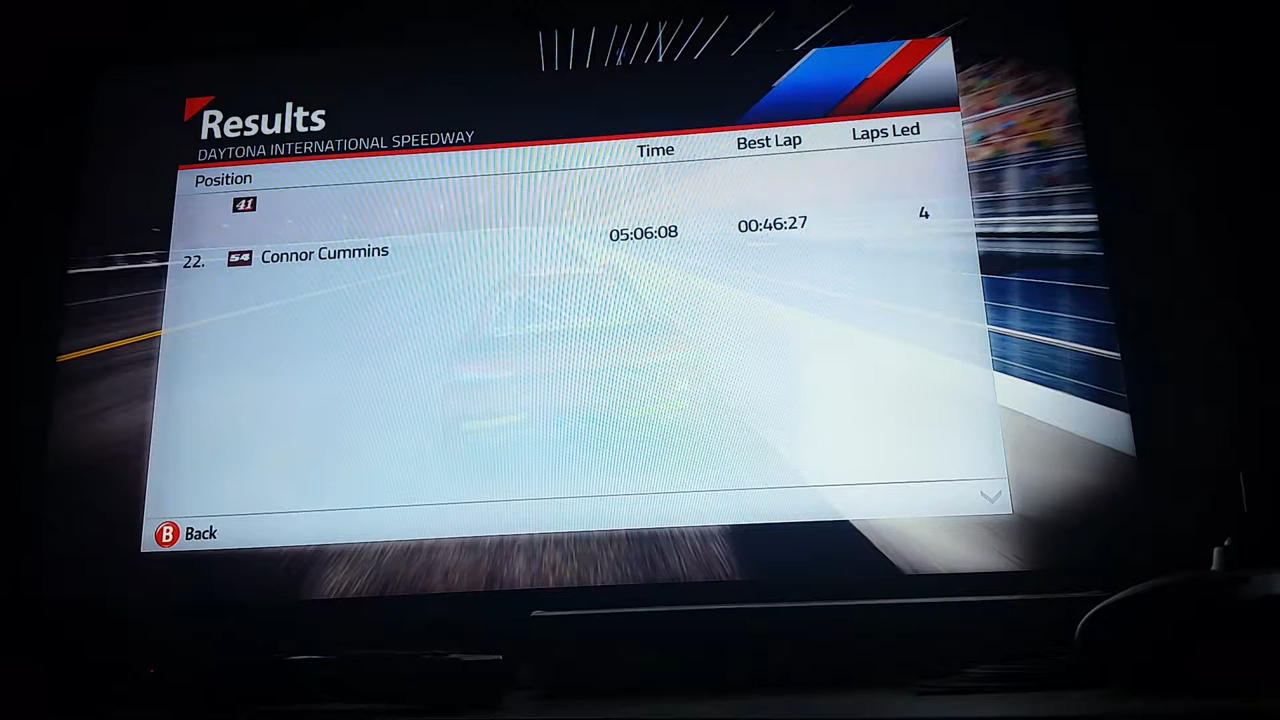 Results
DAYTONA INTERNATIONAL SPEEDWAY
Position Time Best Lap Laps Led
41
22. 54 Connor Cummins 05:06:08 00:46:27 4
B Back